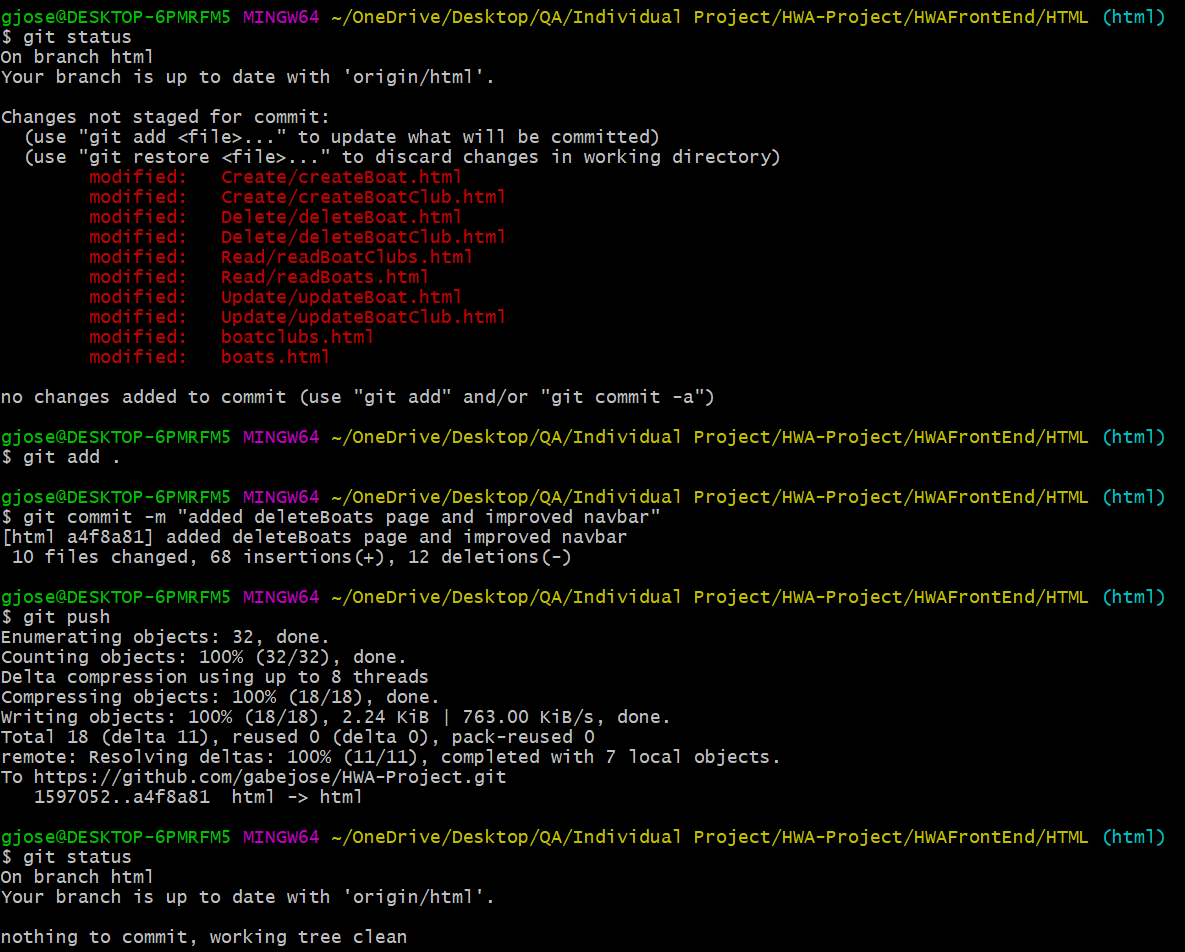 gjose@DESKTOP-6PMRFM5 MINGW64 ~/OneDrive/Desktop/QA/Individual Project/HWA-Project/HWAFrontEnd/HTML (html)
$ git status
On branch html
Your branch is up to date with 'origin/html'.
Changes not staged for commit:
  (use "git add <file>..." to update what will be committed)
  (use "git restore <file>..." to discard changes in working directory)
        modified:   Create/createBoat.html
        modified:   Create/createBoatClub.html
        modified:   Delete/deleteBoat.html
        modified:   Delete/deleteBoatClub.html
        modified:   Read/readBoatClubs.html
        modified:   Read/readBoats.html
        modified:   Update/updateBoat.html
        modified:   Update/updateBoatClub.html
        modified:   boatclubs.html
        modified:   boats.html
no changes added to commit (use "git add" and/or "git commit -a")
gjose@DESKTOP-6PMRFM5 MINGW64 ~/OneDrive/Desktop/QA/Individual Project/HWA-Project/HWAFrontEnd/HTML (html)
$ git add .
gjose@DESKTOP-6PMRFM5 MINGW64 ~/OneDrive/Desktop/QA/Individual Project/HWA-Project/HWAFrontEnd/HTML (html)
$ git commit -m "added deleteBoats page and improved navbar"
[html a4f8a81] added deleteBoats page and improved navbar
 10 files changed, 68 insertions(+), 12 deletions(-)
gjose@DESKTOP-6PMRFM5 MINGW64 ~/OneDrive/Desktop/QA/Individual Project/HWA-Project/HWAFrontEnd/HTML (html)
$ git push
Enumerating objects: 32, done.
Counting objects: 100% (32/32), done.
Delta compression using up to 8 threads
Compressing objects: 100% (18/18), done.
Writing objects: 100% (18/18), 2.24 KiB | 763.00 KiB/s, done.
Total 18 (delta 11), reused 0 (delta 0), pack-reused 0
remote: Resolving deltas: 100% (11/11), completed with 7 local objects.
To https://github.com/gabejose/HWA-Project.git
   1597052..a4f8a81  html -> html
gjose@DESKTOP-6PMRFM5 MINGW64 ~/OneDrive/Desktop/QA/Individual Project/HWA-Project/HWAFrontEnd/HTML (html)
$ git status
On branch html
Your branch is up to date with 'origin/html'.
nothing to commit, working tree clean